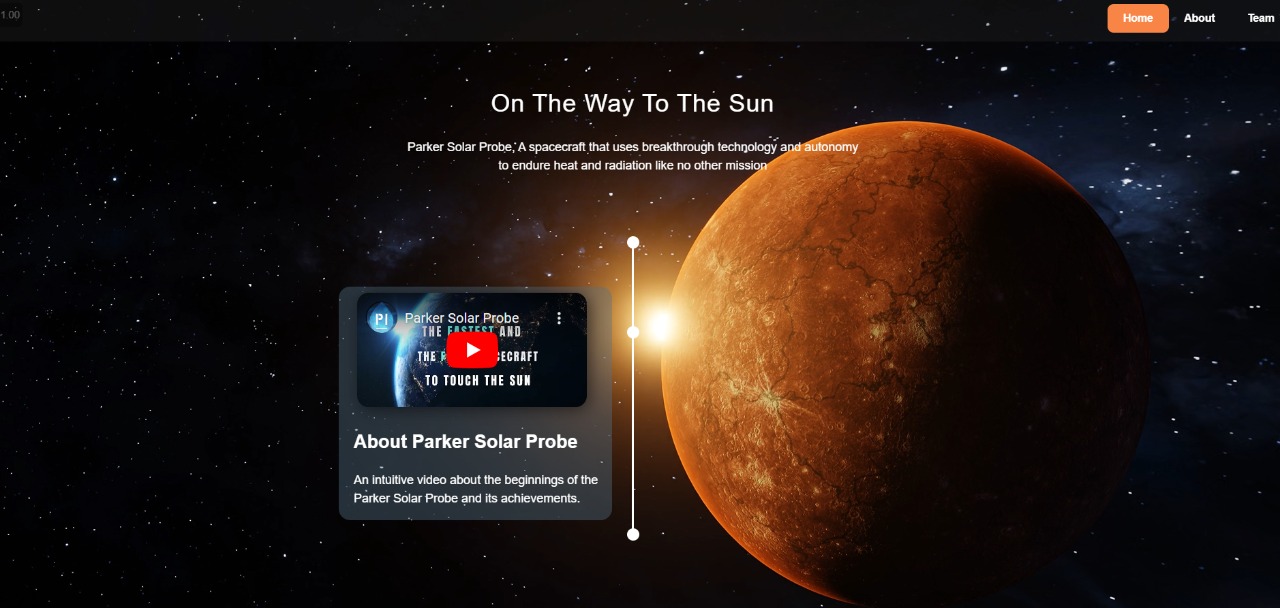 1.00
Home About Team
On The Way To The Sun
Parker Solar Probe, A spacecraft that uses breakthrough technology and autonomy
to endure heat and radiation like no other mission
PI Parker Solar Probe
THE FASTEST AND
THE F CECRAFT
TO TOUCH THE SUN
About Parker Solar Probe
An intuitive video about the beginnings of the
Parker Solar Probe and its achievements.